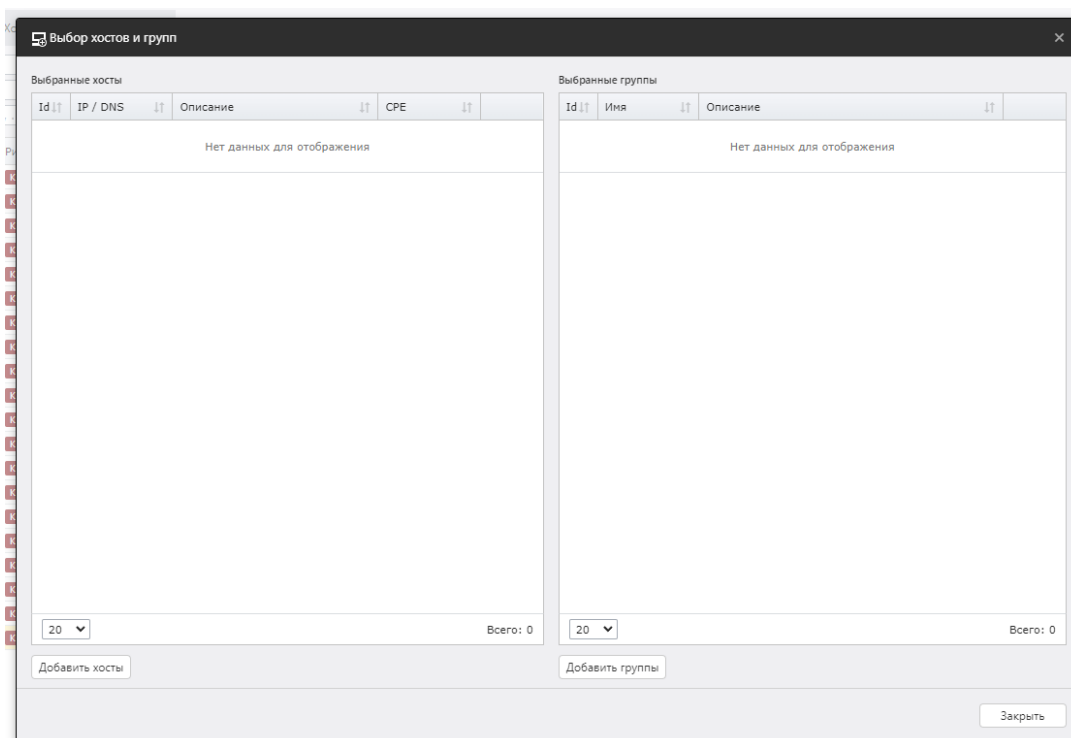 Выбор хостов и групп
Выбранные хосты
Id IP / DNS Описание CPE
Нет данных для отображения
20 Всего: 0
Добавить хосты
Выбранные группы
Id Имя Описание
Нет данных для отображения
20 Всего: 0
Добавить группы
Закрыть